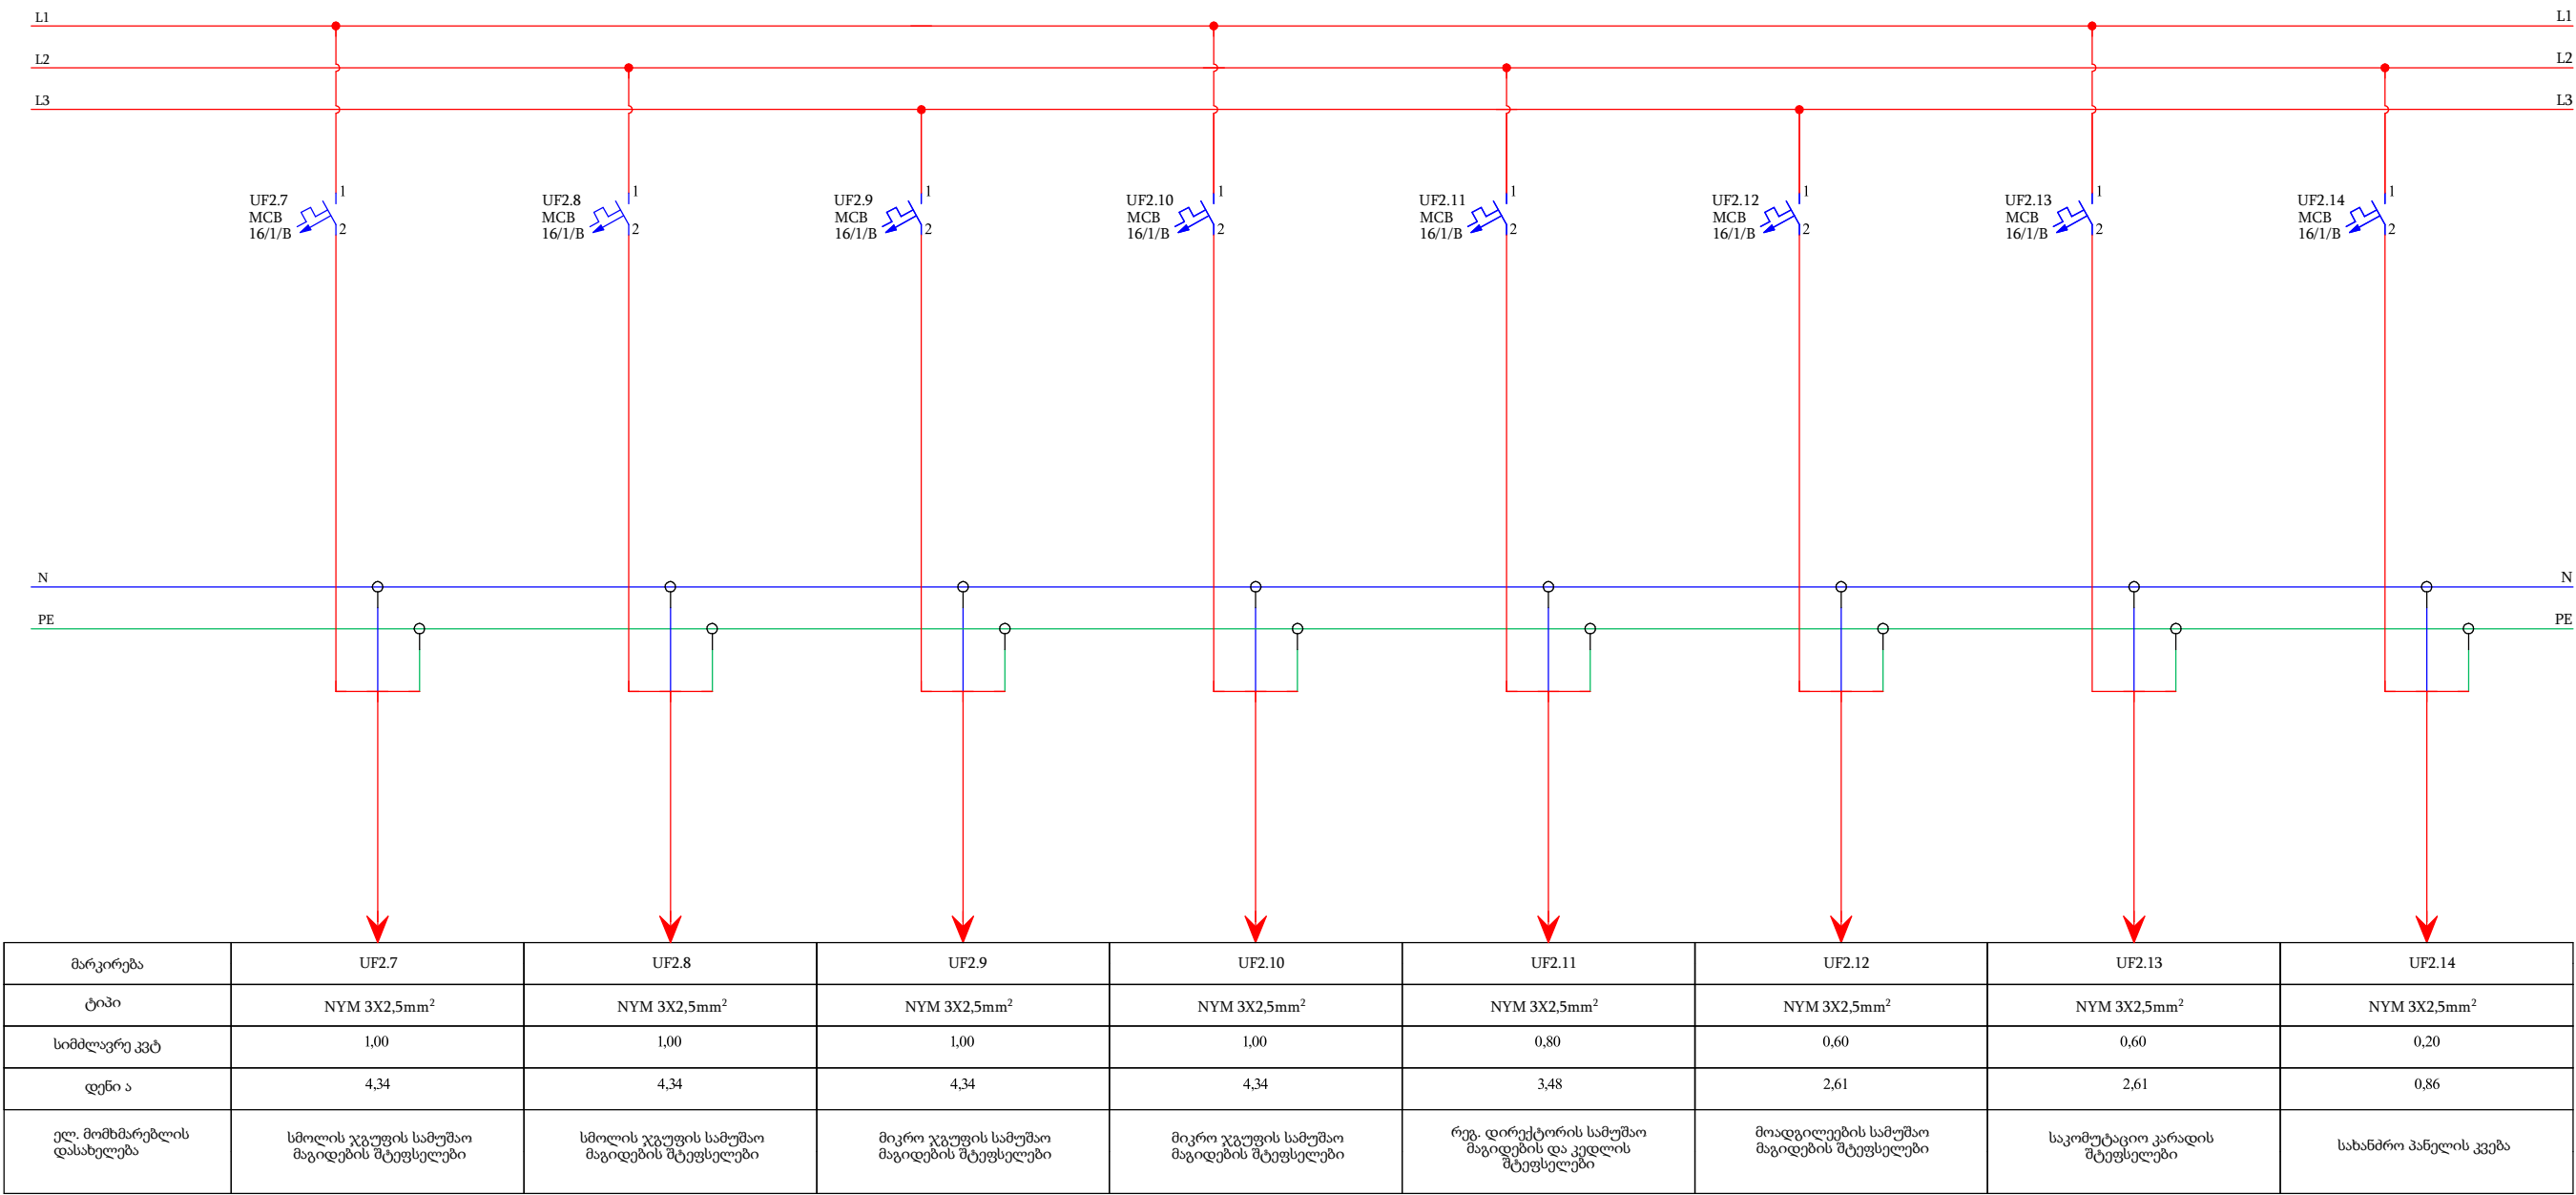 L1 L1
L2 L2
L3 L3
1 1 1 1 1 1 1 1
UF2.7 UF2.8 UF2.9 UF2.10 UF2.11 UF2.12 UF2.13 UF2.14
MCB MCB MCB MCB MCB MCB MCB MCB
16/1/B 16/1/B 16/1/B 16/1/B 16/1/B 16/1/B 16/1/B 16/1/B
2 2 2 2 2 2 2 2
N N
PE PE
მარკირება UF2.7 UF2.8 UF2.9 UF2.10 UF2.11 UF2.12 UF2.13 UF2.14
ტიპი NYM 3X2,5mm² NYM 3X2,5mm² NYM 3X2,5mm² NYM 3X2,5mm² NYM 3X2,5mm² NYM 3X2,5mm² NYM 3X2,5mm² NYM 3X2,5mm²
სიმძლავრე კვტ 1,00 1,00 1,00 1,00 0,80 0,60 0,60 0,20
დენი ა 4,34 4,34 4,34 4,34 3,48 2,61 2,61 0,86
ელ. მომხმარებლის
დასახელება
სმოლის ჯგუფის სამუშაო
მაგიდების შტეფსელები
სმოლის ჯგუფის სამუშაო
მაგიდების შტეფსელები
მიკრო ჯგუფის სამუშაო
მაგიდების შტეფსელები
მიკრო ჯგუფის სამუშაო
მაგიდების შტეფსელები
რეგ. დირექტორის სამუშაო
მაგიდების და კედლის
შტეფსელები
მოადგილეების სამუშაო
მაგიდების შტეფსელები
საკომუტაციო კარადის
შტეფსელები
სახანძრო პანელის კვება